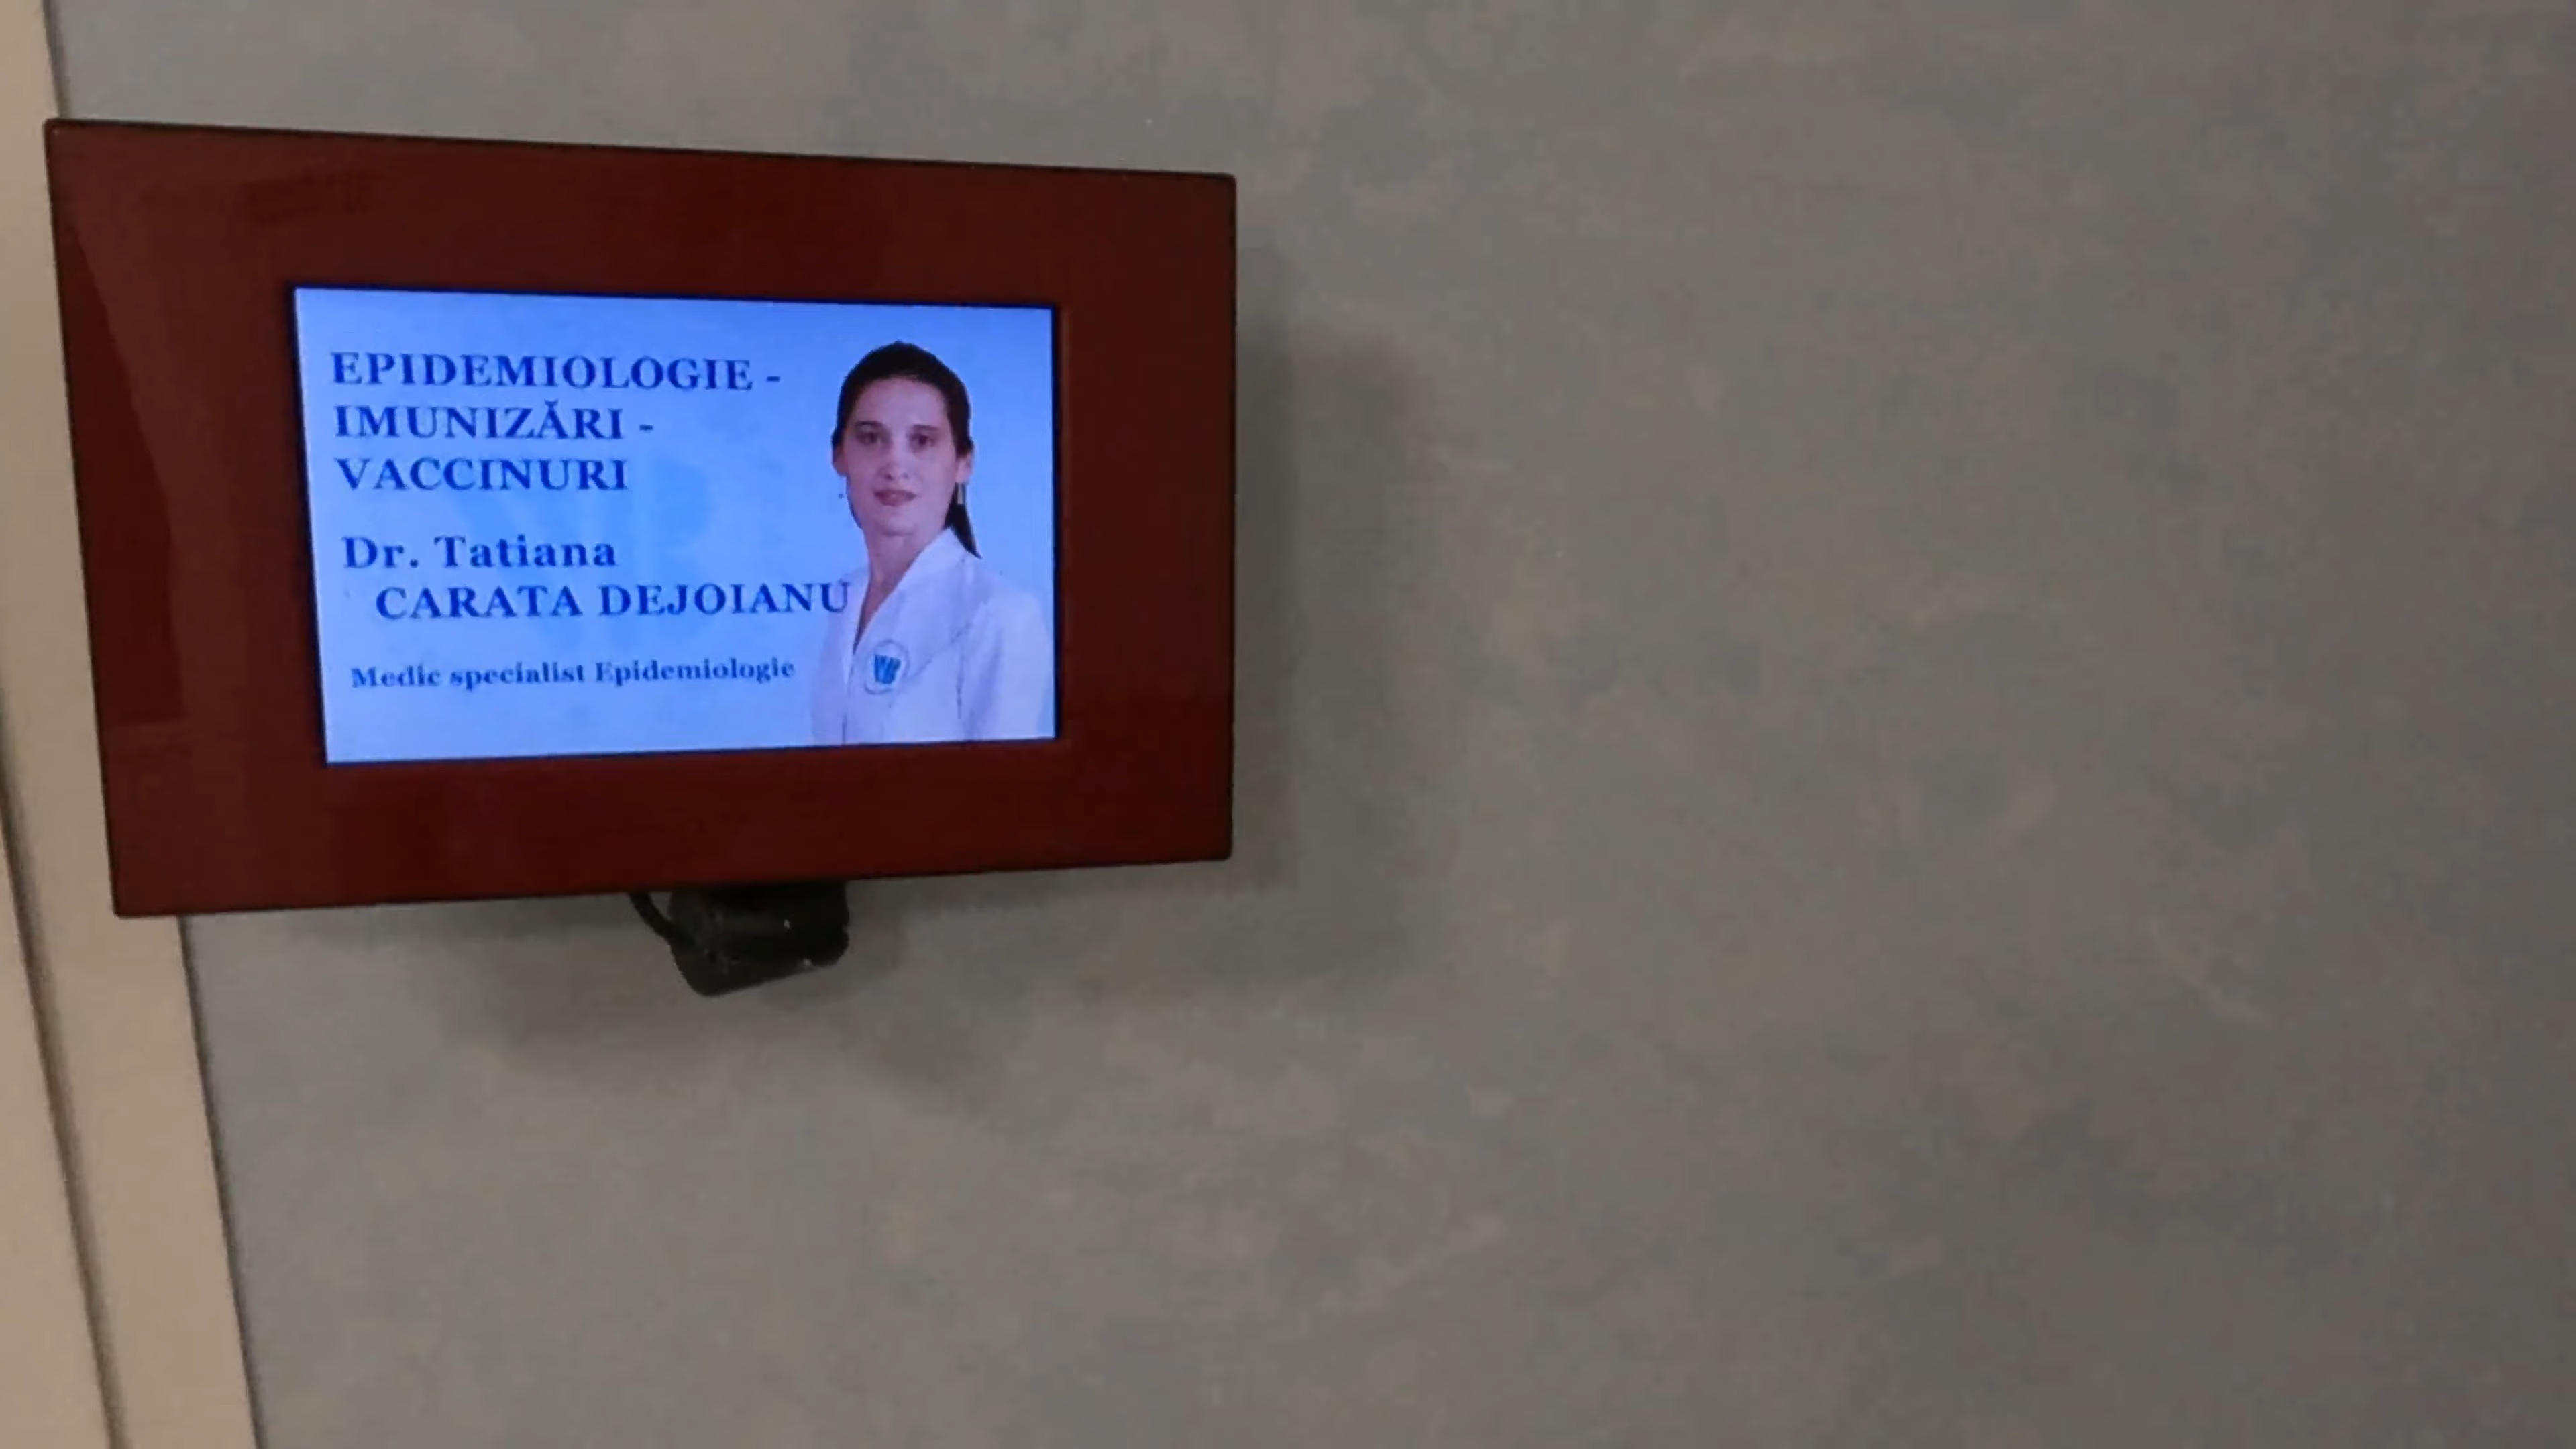 EPIDEMIOLOGIE -
IMUNIZĂRI -
VACCINURI
Dr. Tatiana
CARATA DEJOIANU
Medic specialist Epidemiologie